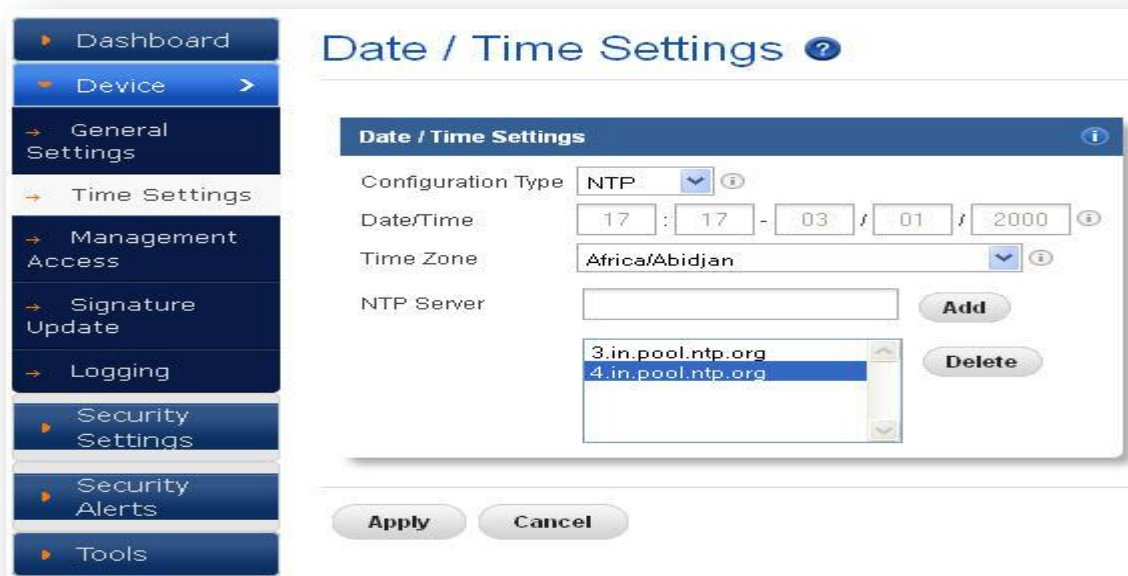 Dashboard
Device
General
Settings
Time Settings
Management
Access
Signature
Update
Logging
Security
Settings
Security
Alerts
Tools
Date / Time Settings
Date / Time Settings
Configuration Type NTP
Date/Time 17 : 17 - 03 / 01 / 2000
Time Zone Africa/Abidjan
NTP Server Add
3.in.pool.ntp.org
4.in.pool.ntp.org
Delete
Apply Cancel